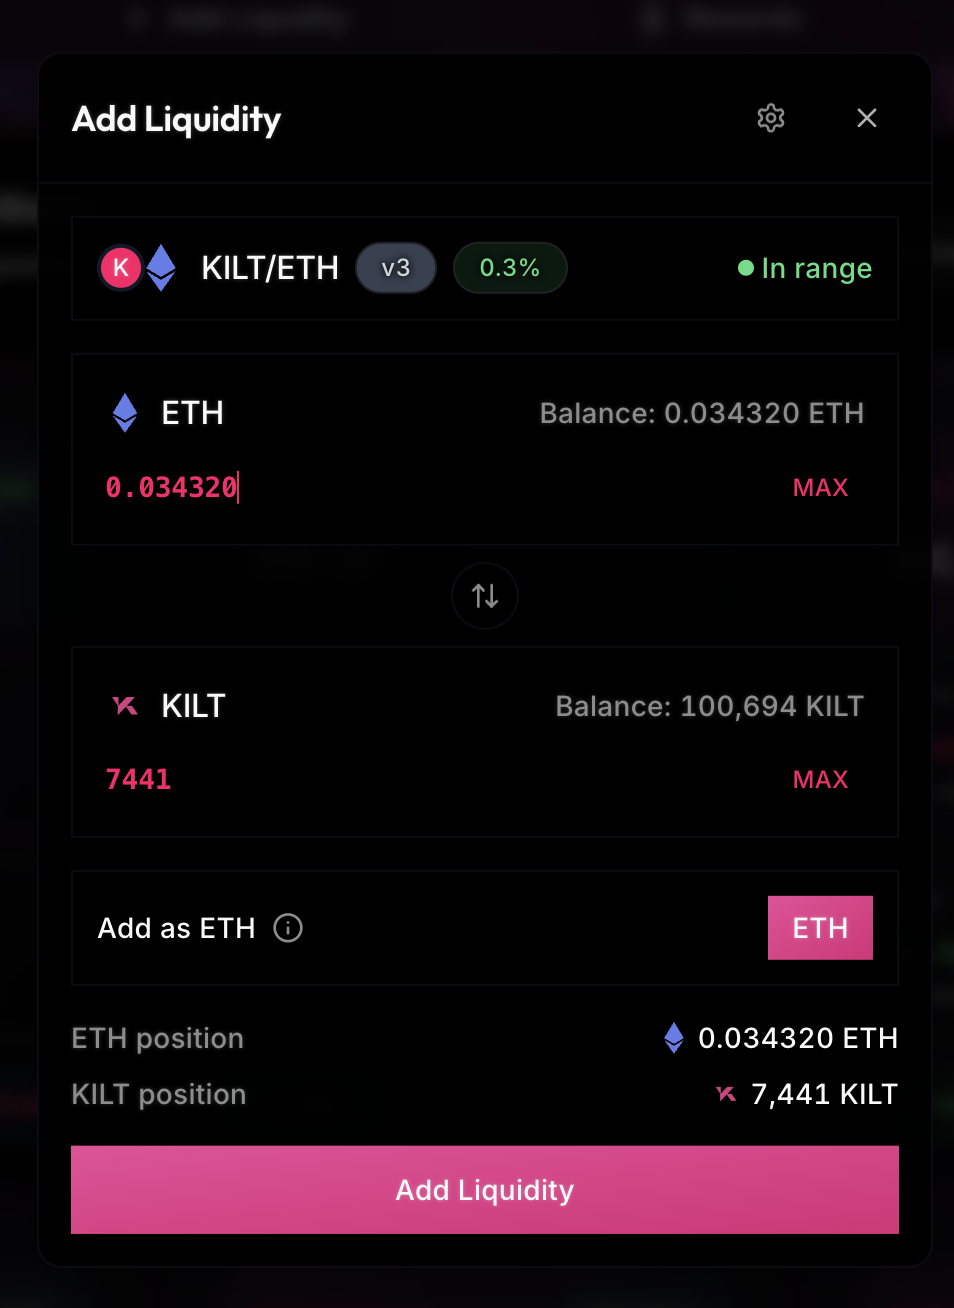 Add Liquidity
K KILT/ETH v3 0.3% In range
ETH Balance: 0.034320 ETH
0.034320 MAX
KILT Balance: 100,694 KILT
7441 MAX
Add as ETH ETH
ETH position 0.034320 ETH
KILT position 7,441 KILT
Add Liquidity